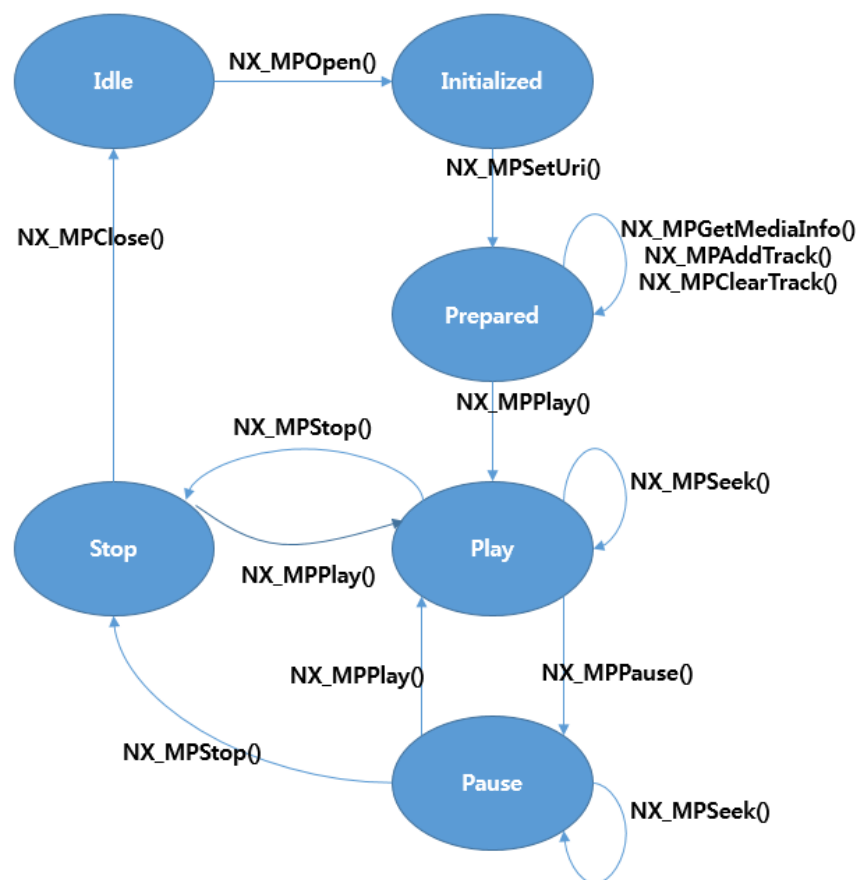 NX_MPOpen()
Idle
Initialized
NX_MPSetUri()
NX_MPClose()
NX_MPGetMediaInfo()
NX_MPAddTrack()
NX_MPClearTrack()
Prepared
NX_MPPlay()
NX_MPStop()
NX_MPSeek()
Stop
Play
NX_MPPlay()
NX_MPPlay()
NX_MPPause()
NX_MPStop()
Pause
NX_MPSeek()